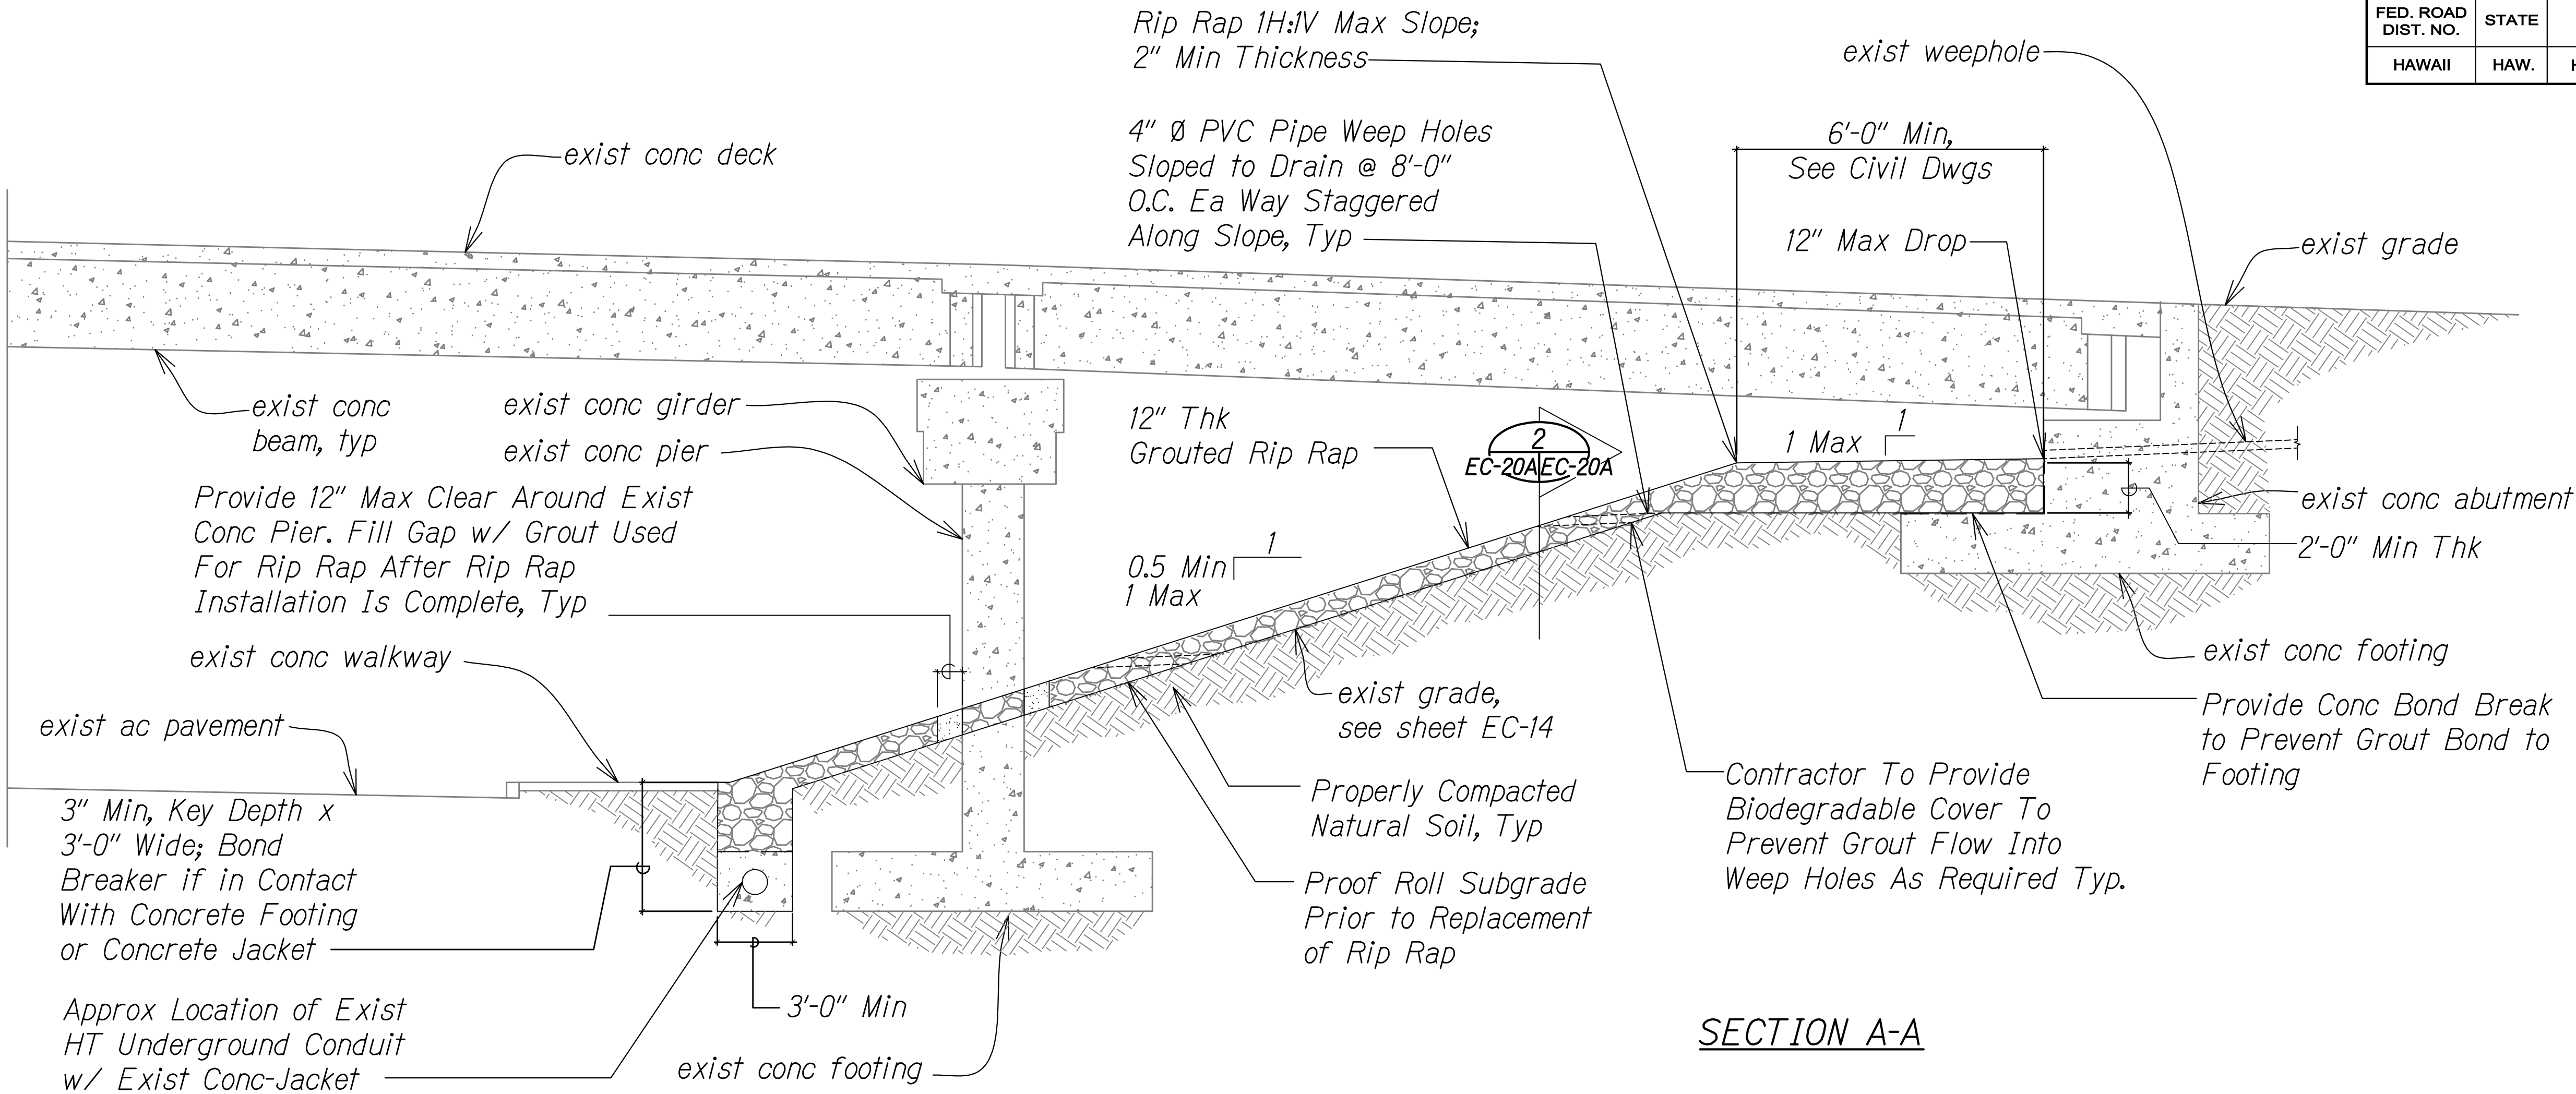 Rip Rap 1H:1V Max Slope;
2" Min Thickness
exist weephole
FED. ROAD
DIST. NO.
STATE
HAWAII
HAW.
4" Ø PVC Pipe Weep Holes
Sloped to Drain @ 8'-0"
O.C. Ea Way Staggered
Along Slope, Typ
6'-0" Min,
See Civil Dwgs
12" Max Drop
exist conc deck
exist grade
exist conc
beam, typ
exist conc girder
exist conc pier
12" Thk
Grouted Rip Rap
2
EC-20A EC-20A
1 Max
1
exist conc abutment
2'-0" Min Thk
Provide 12" Max Clear Around Exist
Conc Pier. Fill Gap w/ Grout Used
For Rip Rap After Rip Rap
Installation Is Complete, Typ
1
0.5 Min
1 Max
exist conc walkway
exist ac pavement
exist grade,
see sheet EC-14
exist conc footing
Provide Conc Bond Break
to Prevent Grout Bond to
Footing
3" Min, Key Depth x
3'-0" Wide; Bond
Breaker if in Contact
With Concrete Footing
or Concrete Jacket
Properly Compacted
Natural Soil, Typ
Contractor To Provide
Biodegradable Cover To
Prevent Grout Flow Into
Weep Holes As Required Typ.
Proof Roll Subgrade
Prior to Replacement
of Rip Rap
Approx Location of Exist
HT Underground Conduit
w/ Exist Conc-Jacket
3'-0" Min
exist conc footing
SECTION A-A